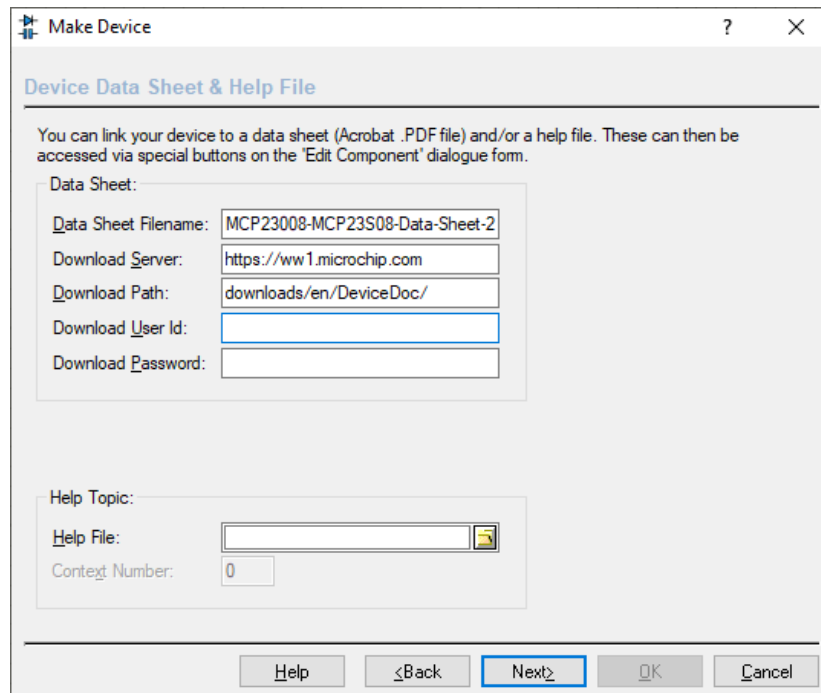 Make Device
?
Device Data Sheet & Help File
You can link your device to a data sheet (Acrobat .PDF file) and/or a help file. These can then be
accessed via special buttons on the 'Edit Component' dialogue form.
Data Sheet:
Data Sheet Filename: MCP23008-MCP23S08-Data-Sheet-2
Download Server: https://ww1.microchip.com
Download Path: downloads/en/DeviceDoc/
Download User Id:
Download Password:
Help Topic:
Help File:
Context Number: 0
Help <Back Next> OK Cancel